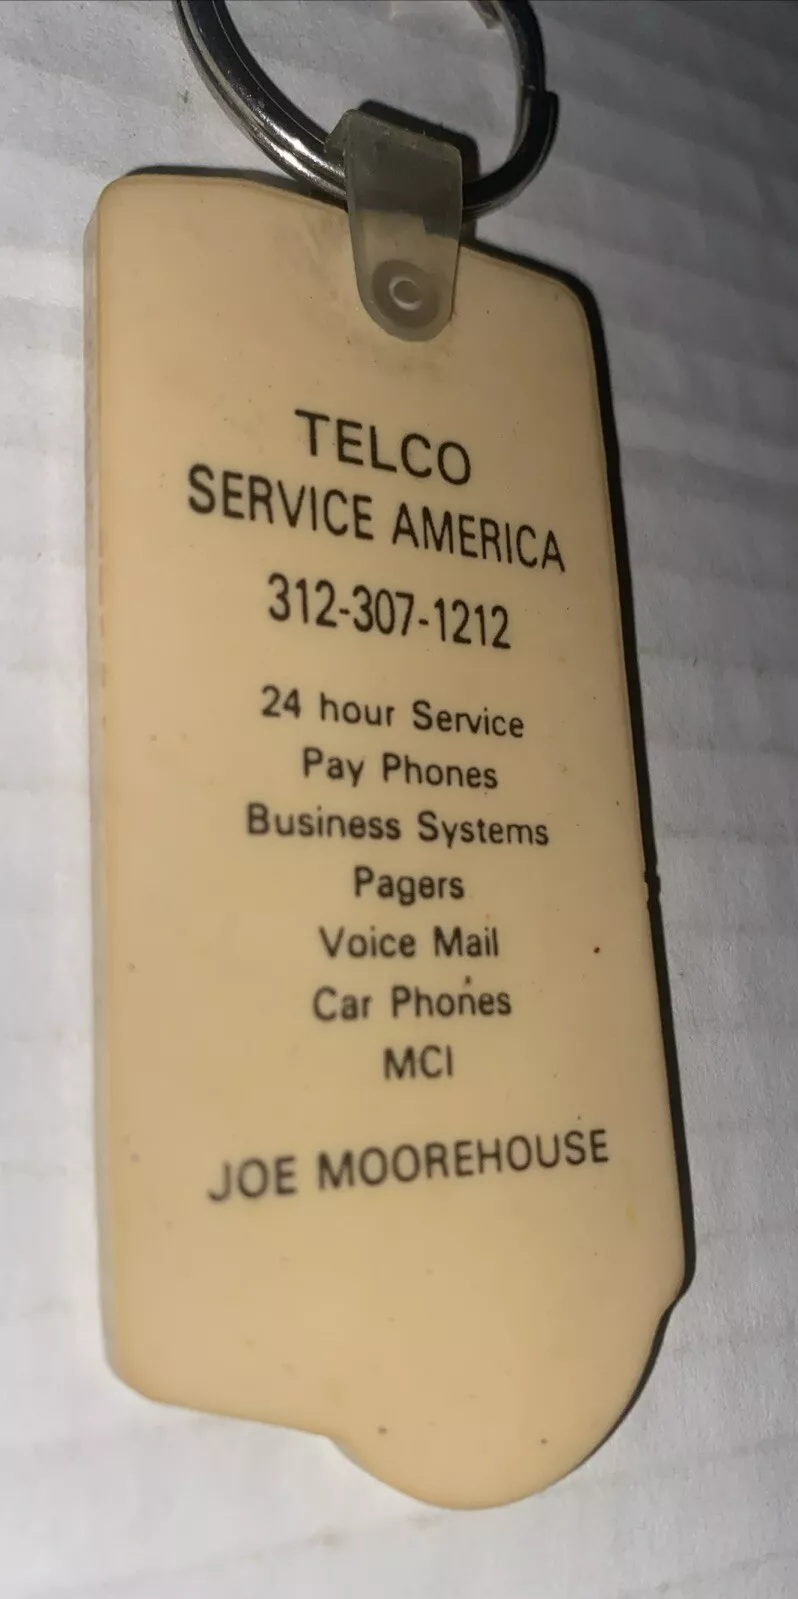 TELCO
SERVICE AMERICA
312-307-1212
24 hour Service
Pay Phones
Business Systems
Pagers
Voice Mail
Car Phones
MCI
JOE MOOREHOUSE